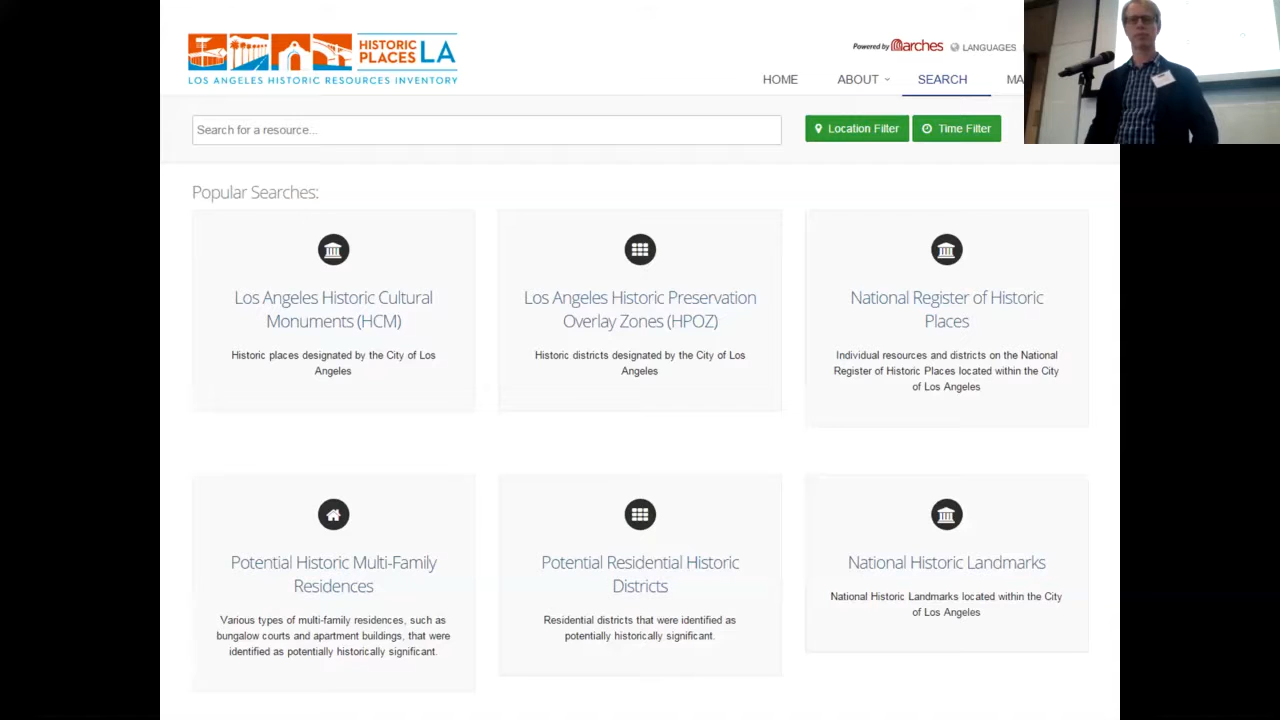 HISTORIC
PLACES LA
LOS ANGELES HISTORIC RESOURCES INVENTORY
Powered by arches LANGUAGES
HOME ABOUT SEARCH MA
Search for a resource...
Location Filter Time Filter
Popular Searches:
Los Angeles Historic Cultural
Monuments (HCM)
Historic places designated by the City of Los
Angeles
Los Angeles Historic Preservation
Overlay Zones (HPOZ)
Historic districts designated by the City of Los
Angeles
National Register of Historic
Places
Individual resources and districts on the National
Register of Historic Places located within the City
of Los Angeles
Potential Historic Multi-Family
Residences
Various types of multi-family residences, such as
bungalow courts and apartment buildings, that were
identified as potentially historically significant.
Potential Residential Historic
Districts
Residential districts that were identified as
potentially historically significant.
National Historic Landmarks
National Historic Landmarks located within the City
of Los Angeles